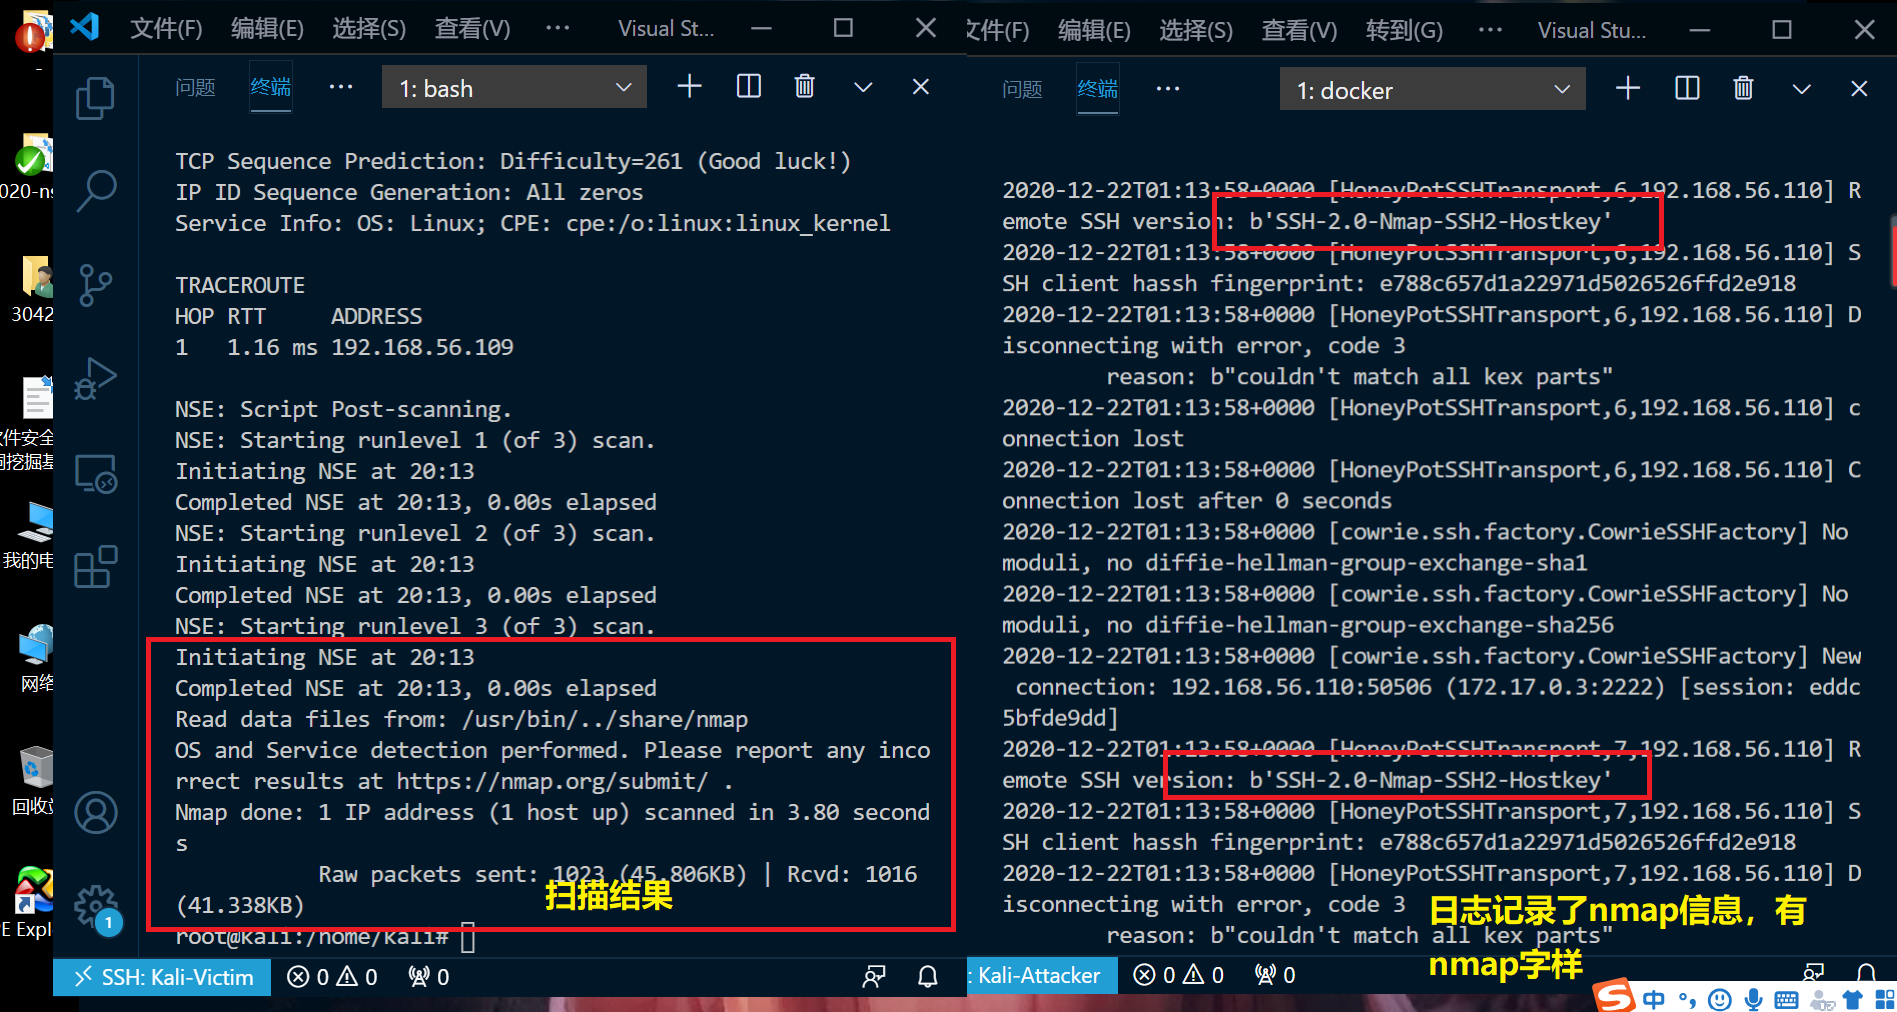 文件(F) 编辑(E) 选择(S) 查看(V) ··· Visual St...
问题 终端 ··· 1: bash
TCP Sequence Prediction: Difficulty=261 (Good luck!)
IP ID Sequence Generation: All zeros
Service Info: OS: Linux; CPE: cpe:/o:linux:linux_kernel
TRACEROUTE
HOP RTT     ADDRESS
1   1.16 ms 192.168.56.109
NSE: Script Post-scanning.
NSE: Starting runlevel 1 (of 3) scan.
Initiating NSE at 20:13
Completed NSE at 20:13, 0.00s elapsed
NSE: Starting runlevel 2 (of 3) scan.
Initiating NSE at 20:13
Completed NSE at 20:13, 0.00s elapsed
NSE: Starting runlevel 3 (of 3) scan.
Initiating NSE at 20:13
Completed NSE at 20:13, 0.00s elapsed
Read data files from: /usr/bin/../share/nmap
OS and Service detection performed. Please report any inco
rrect results at https://nmap.org/submit/ .
Nmap done: 1 IP address (1 host up) scanned in 3.80 second
s
Raw packets sent: 1023 (45.806KB) | Rcvd: 1016
(41.338KB)
扫描结果
root@kali:/home/kali#
1
SSH: Kali-Victim 0 0 0
文件(F) 编辑(E) 选择(S) 查看(V) 转到(G) ··· Visual Stu...
问题 终端 ··· 1: docker
2020-12-22T01:13:58+0000 [HoneyPotSSHTransport,6,192.168.56.110] R
emote SSH version: b'SSH-2.0-Nmap-SSH2-Hostkey'
2020-12-22T01:13:58+0000 [HoneyPotSSHTransport,6,192.168.56.110] S
SH client hassh fingerprint: e788c657d1a22971d5026526ffd2e918
2020-12-22T01:13:58+0000 [HoneyPotSSHTransport,6,192.168.56.110] D
isconnecting with error, code 3
reason: b"couldn't match all kex parts"
2020-12-22T01:13:58+0000 [HoneyPotSSHTransport,6,192.168.56.110] c
onnection lost
2020-12-22T01:13:58+0000 [HoneyPotSSHTransport,6,192.168.56.110] C
onnection lost after 0 seconds
2020-12-22T01:13:58+0000 [cowrie.ssh.factory.CowrieSSHFactory] No
moduli, no diffie-hellman-group-exchange-sha1
2020-12-22T01:13:58+0000 [cowrie.ssh.factory.CowrieSSHFactory] No
moduli, no diffie-hellman-group-exchange-sha256
2020-12-22T01:13:58+0000 [cowrie.ssh.factory.CowrieSSHFactory] New
connection: 192.168.56.110:50506 (172.17.0.3:2222) [session: eddc
5bfde9dd]
2020-12-22T01:13:58+0000 [HoneyPotSSHTransport,7,192.168.56.110] R
emote SSH version: b'SSH-2.0-Nmap-SSH2-Hostkey'
2020-12-22T01:13:58+0000 [HoneyPotSSHTransport,7,192.168.56.110] S
SH client hassh fingerprint: e788c657d1a22971d5026526ffd2e918
2020-12-22T01:13:58+0000 [HoneyPotSSHTransport,7,192.168.56.110] D
isconnecting with error, code 3
reason: b"couldn't match all kex parts"
日志记录了nmap信息，有
nmap字样
: Kali-Attacker 0 0 0
中
020-ns
3042
件安全
洞挖掘基
我的电
网络
回收站
PE Expl